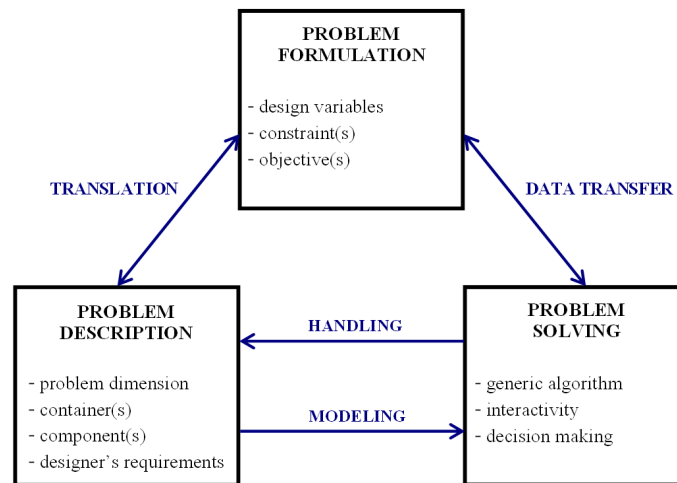 PROBLEM
FORMULATION
- design variables
- constraint(s)
- objective(s)
TRANSLATION
DATA TRANSFER
PROBLEM
DESCRIPTION
- problem dimension
- container(s)
- component(s)
- designer`s requirements
HANDLING
MODELING
PROBLEM
SOLVING
- generic algorithm
- interactivity
- decision making